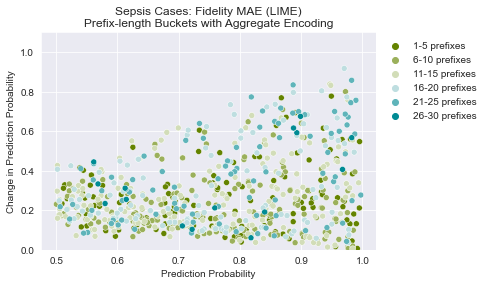 Sepsis Cases: Fidelity MAE (LIME)
Prefix-length Buckets with Aggregate Encoding
Change in Prediction Probability
1.0
0.8
0.6
0.4
0.2
0.0
0.5 0.6 0.7 0.8 0.9 1.0
Prediction Probability
1-5 prefixes
6-10 prefixes
11-15 prefixes
16-20 prefixes
21-25 prefixes
26-30 prefixes